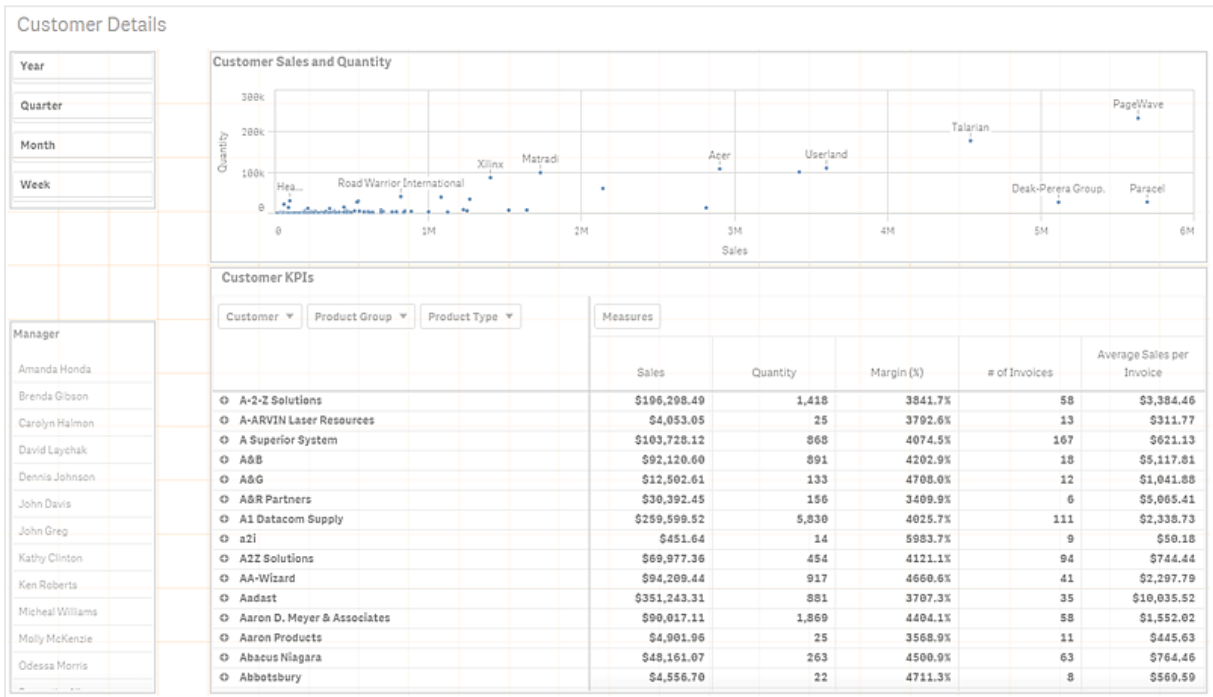 Customer Details
Year
Quarter
Month
Week
Customer Sales and Quantity
300k
200k
100k
0
Quantity
PageWave
Talarian
Acer
Userland
Xilinx
Matradi
Road Warrior International
Hea...
Deak-Perera Group.
Paracel
0 1M 2M 3M 4M 5M 6M
Sales
Manager
Amanda Honda
Brenda Gibson
Carolyn Halmon
David Laychak
Dennis Johnson
John Davis
John Greg
Kathy Clinton
Ken Roberts
Micheal Williams
Molly McKenzie
Odessa Morris
Customer KPIs
Customer Product Group Product Type Measures
Sales Quantity Margin (%) # of Invoices Average Sales per Invoice
A-2-Z Solutions $196,298.49 1,418 3841.7% 58 $3,384.46
A-ARVIN Laser Resources $4,053.05 25 3792.6% 13 $311.77
A Superior System $103,728.12 868 4074.5% 167 $621.13
A&B $92,120.60 891 4202.9% 18 $5,117.81
A&G $12,502.61 133 4708.0% 12 $1,041.88
A&R Partners $30,392.45 156 3409.9% 6 $5,065.41
A1 Datacom Supply $259,599.52 5,830 4025.7% 111 $2,338.73
a2i $451.64 14 5983.7% 9 $50.18
A2Z Solutions $69,977.36 454 4121.1% 94 $744.44
AA-Wizard $94,209.44 917 4660.6% 41 $2,297.79
Aadast $351,243.31 881 3707.3% 35 $10,035.52
Aaron D. Meyer & Associates $90,017.11 1,869 4404.1% 58 $1,552.02
Aaron Products $4,901.96 25 3568.9% 11 $445.63
Abacus Niagara $48,161.07 263 4500.9% 63 $764.46
Abbotsbury $4,556.70 22 4711.3% 8 $569.59